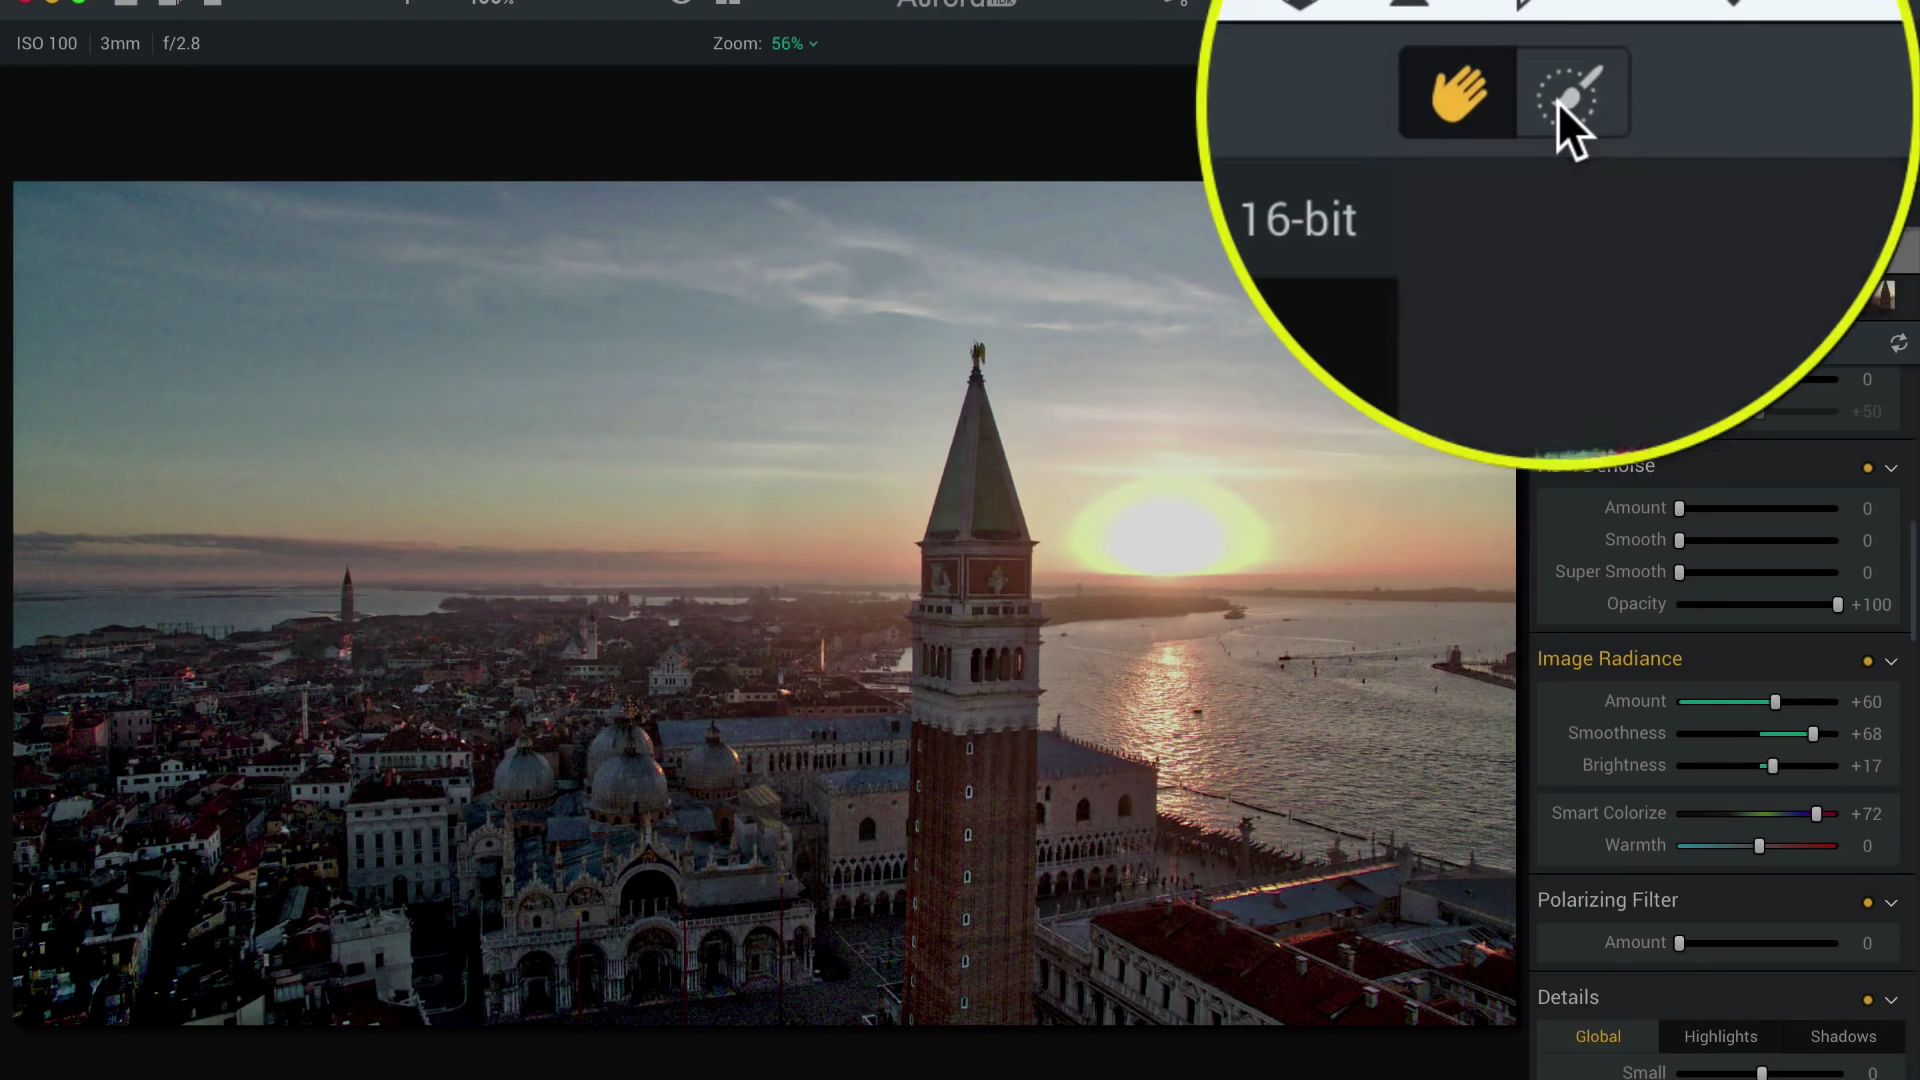 ISO 100 3mm f/2.8 Zoom: 56%
16-bit
0
+50
Amount 0
Smooth 0
Super Smooth 0
Opacity +100
Image Radiance
Amount +60
Smoothness +68
Brightness +17
Smart Colorize +72
Warmth 0
Polarizing Filter
Amount 0
Details
Global Highlights Shadows
Small 0